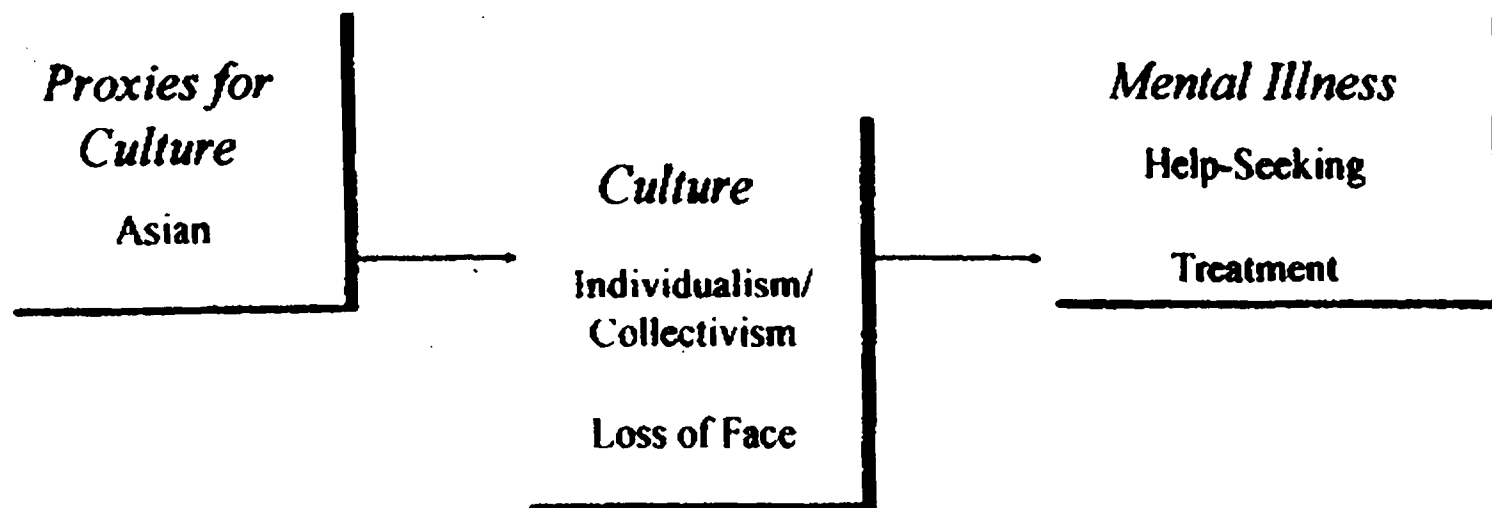 Proxies for
Culture
Asian
Culture
Individualism/
Collectivism
Loss of Face
Mental Illness
Help-Seeking
Treatment